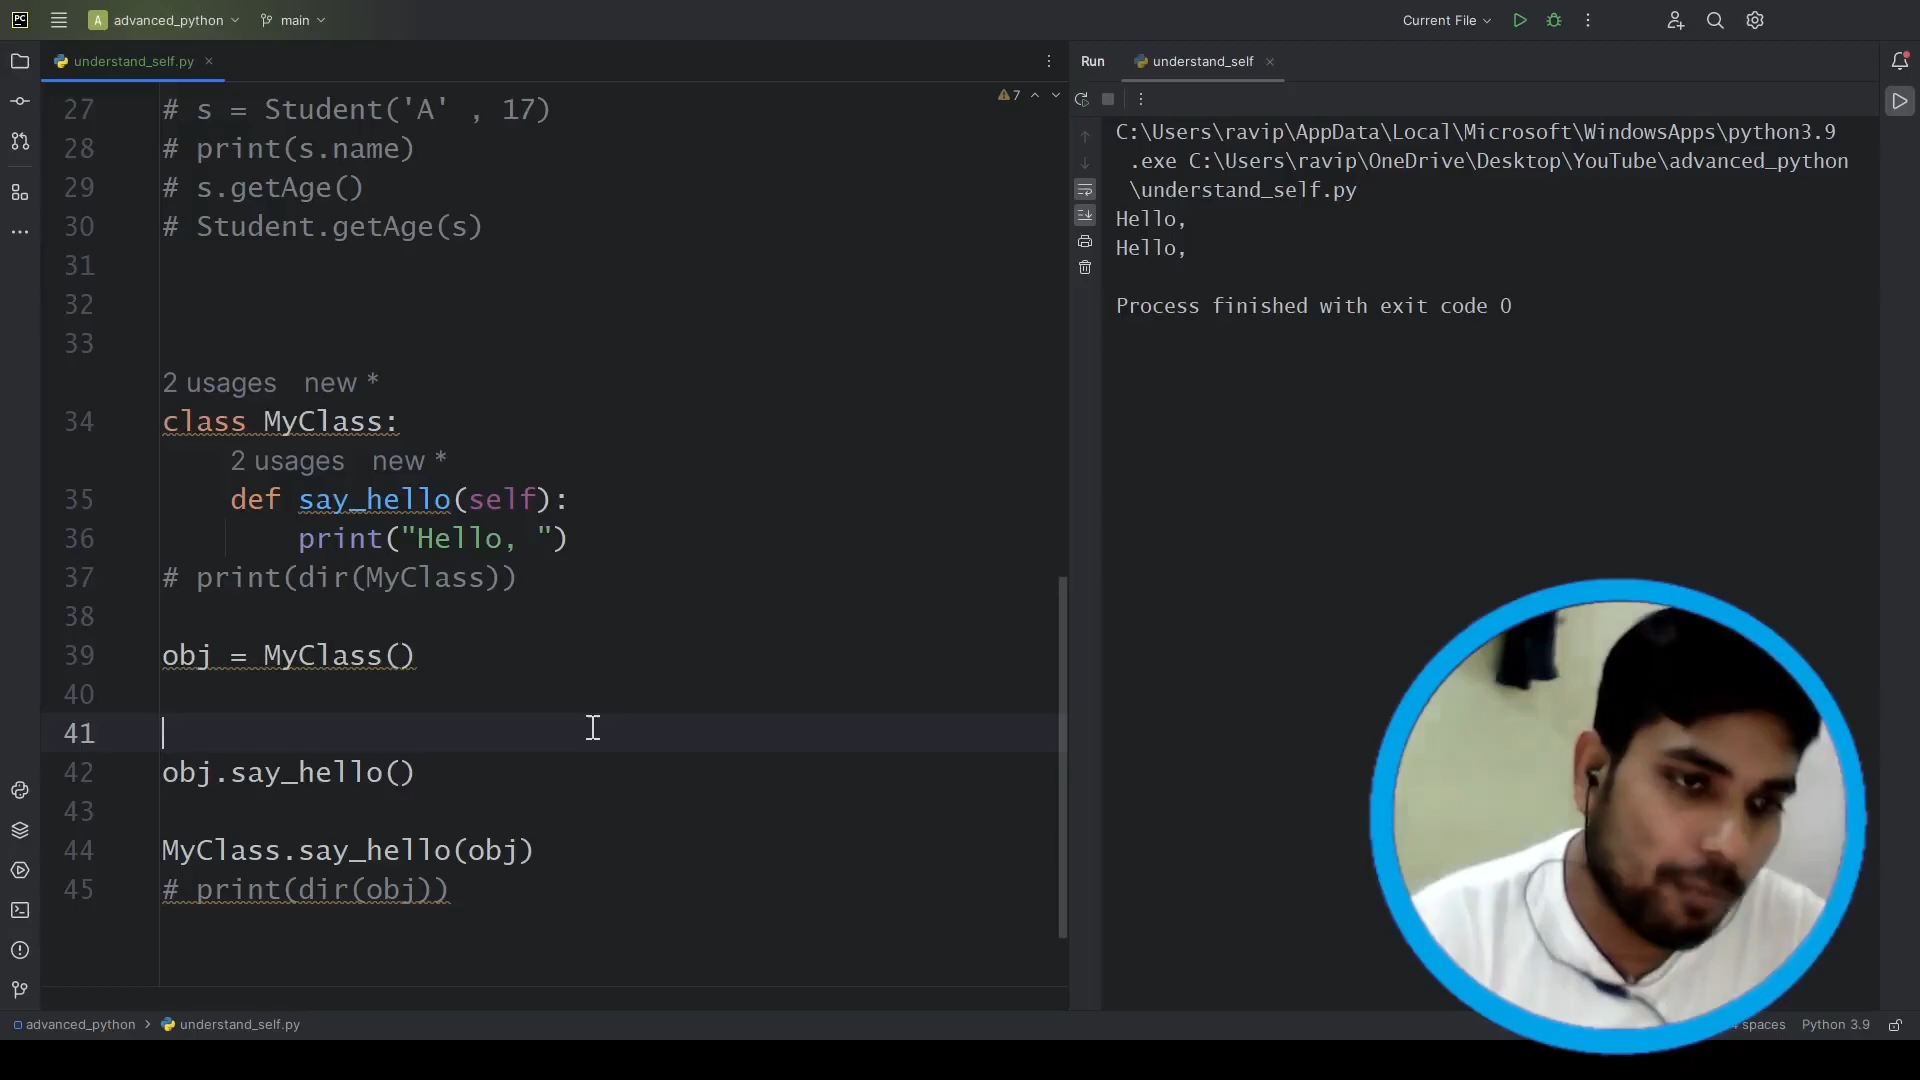 PC
A advanced_python
main
Current File
understand_self.py
7
27 # s = Student('A' , 17)
28 # print(s.name)
29 # s.getAge()
30 # Student.getAge(s)
31
32
33
2 usages new *
34 class MyClass:
2 usages new *
35 def say_hello(self):
36 print("Hello, ")
37 # print(dir(MyClass))
38
39 obj = MyClass()
40
41
42 obj.say_hello()
43
44 MyClass.say_hello(obj)
45 # print(dir(obj))
Run
understand_self
C:\Users\ravip\AppData\Local\Microsoft\WindowsApps\python3.9
.exe C:\Users\ravip\OneDrive\Desktop\YouTube\advanced_python
\understand_self.py
Hello,
Hello,
Process finished with exit code 0
advanced_python > understand_self.py
spaces
Python 3.9